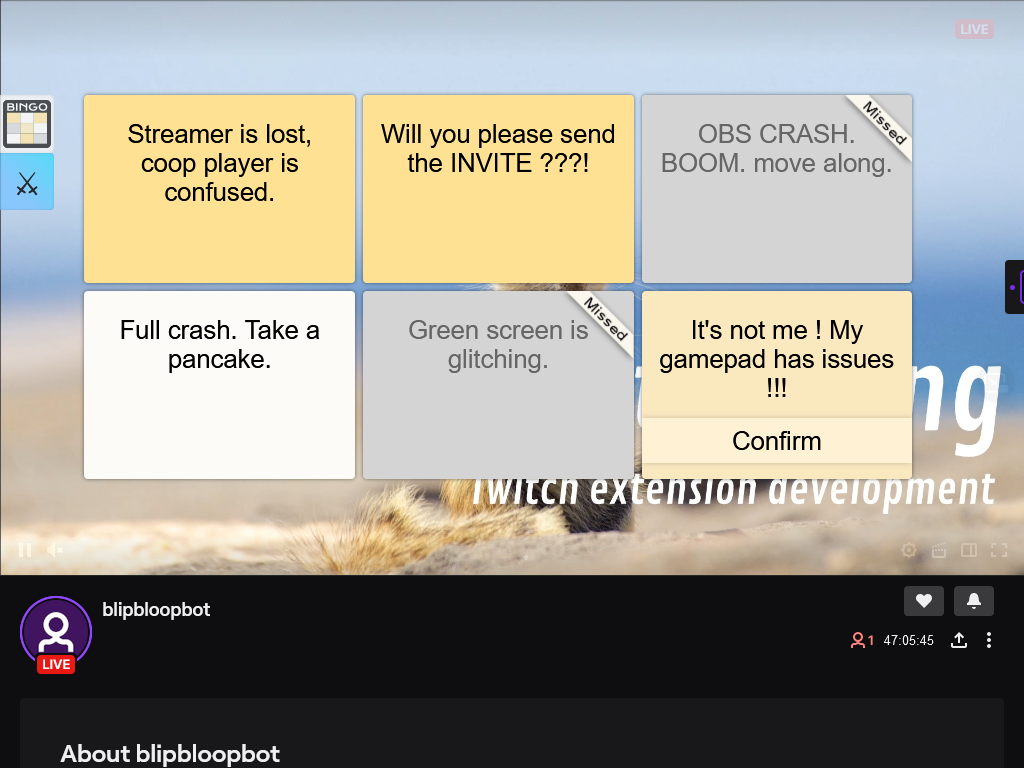 LIVE
BINGO
Streamer is lost,
coop player is
confused.
Will you please send
the INVITE ???!
OBS CRASH.
BOOM. move along.
Missed
Full crash. Take a
pancake.
Green screen is
glitching.
Missed
It's not me ! My
gamepad has issues
!!!
Confirm
ng
Twitch extension development
blipbloopbot
LIVE
1
47:05:45
About blipbloopbot